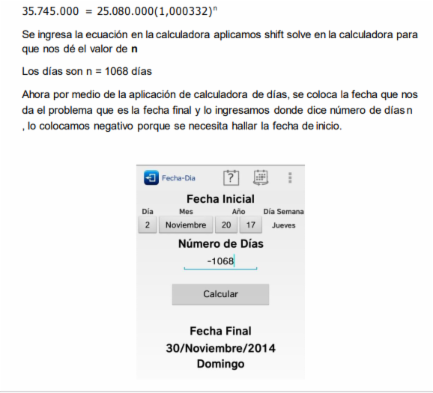 35.745.000 = 25.080.000(1,000332)ⁿ
Se ingresa la ecuación en la calculadora aplicamos shift solve en la calculadora para
que nos dé el valor de n
Los días son n = 1068 días
Ahora por medio de la aplicación de calculadora de días, se coloca la fecha que nos
da el problema que es la fecha final y lo ingresamos donde dice número de días n
, lo colocamos negativo porque se necesita hallar la fecha de inicio.
Fecha-Día
Fecha Inicial
Día Mes Año Día Semana
2 Noviembre 20 17 Jueves
Número de Días
-1068
Calcular
Fecha Final
30/Noviembre/2014
Domingo